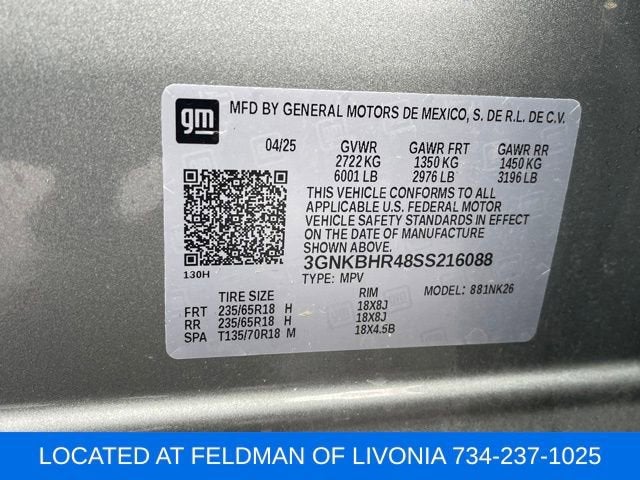 gm
MFD BY GENERAL MOTORS DE MEXICO, S. DE R.L. DE C.V.
04/25 GVWR GAWR FRT GAWR RR
2722 KG 1350 KG 1450 KG
6001 LB 2976 LB 3196 LB
THIS VEHICLE CONFORMS TO ALL
APPLICABLE U.S. FEDERAL MOTOR
VEHICLE SAFETY STANDARDS IN EFFECT
ON THE DATE OF MANUFACTURE
SHOWN ABOVE.
3GNKBHR48SS216088
130H
TYPE: MPV MODEL: 881NK26
TIRE SIZE RIM
FRT 235/65R18 H 18X8J
RR 235/65R18 H 18X8J
SPA T135/70R18 M 18X4.5B
LOCATED AT FELDMAN OF LIVONIA 734-237-1025